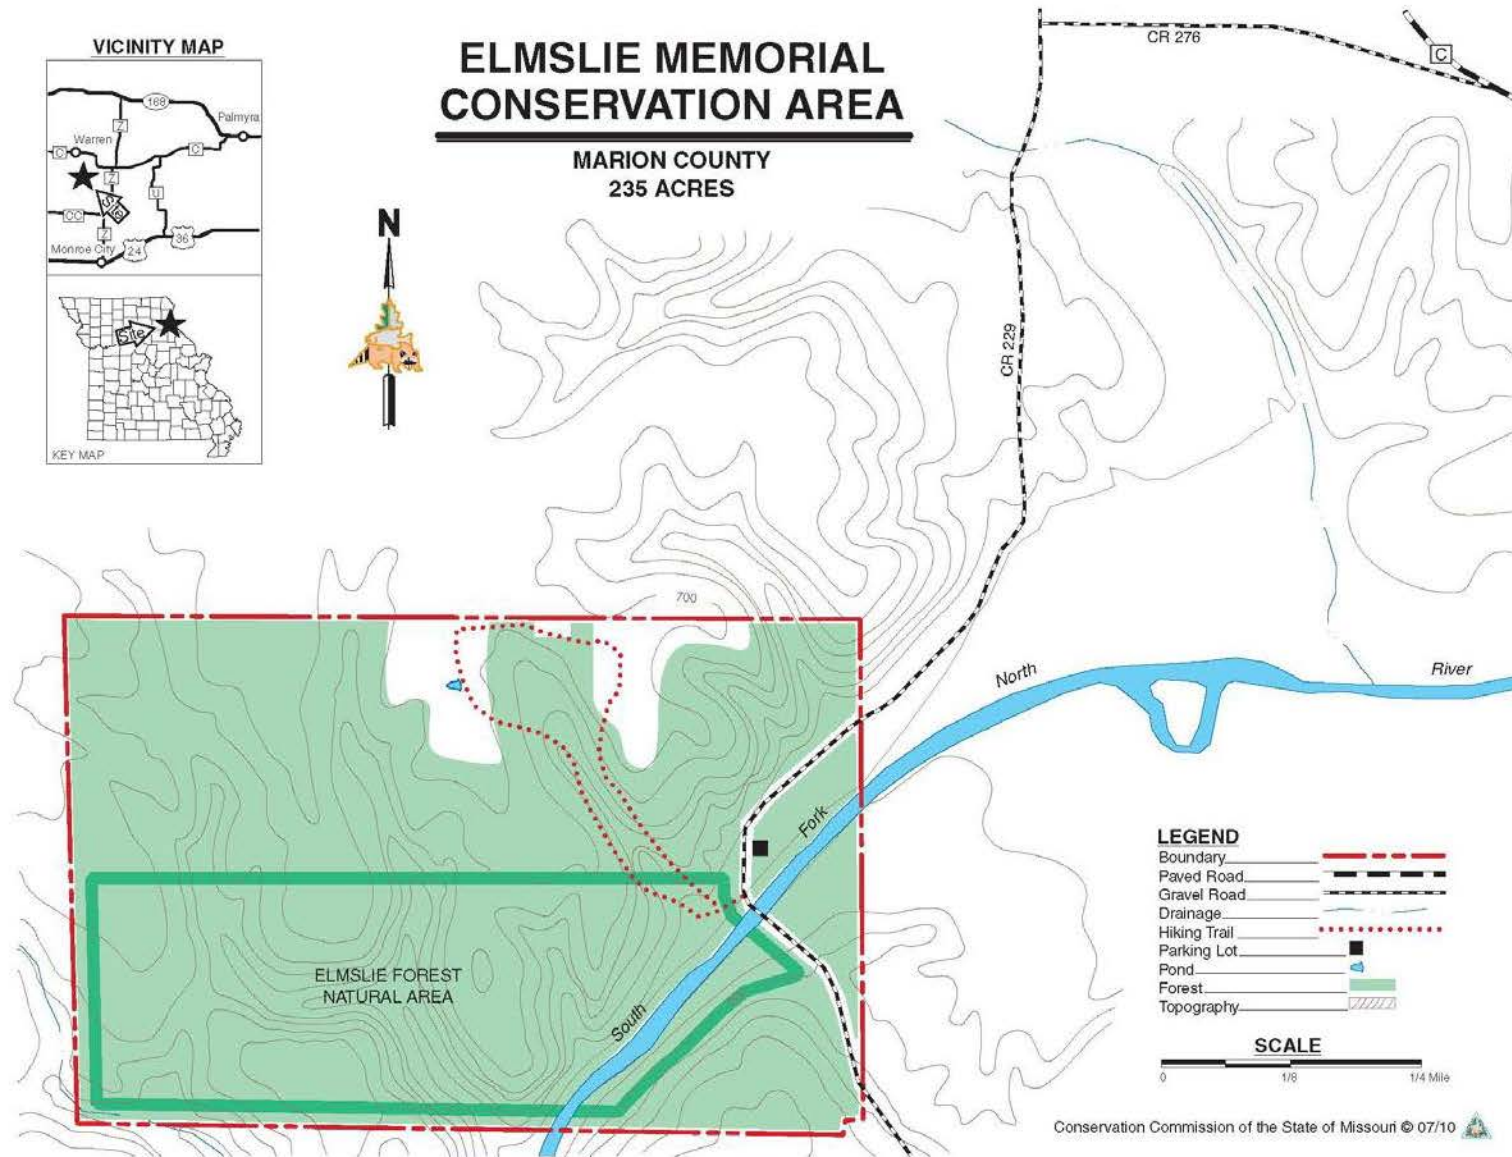 VICINITY MAP
168
Palmyra
Z
Warren
C
C
Z
U
Site
CC
Z
Monroe City
24
36
Site
KEY MAP
ELMSLIE MEMORIAL
CONSERVATION AREA
MARION COUNTY
235 ACRES
N
CR 276
C
CR 229
700
North
River
Fork
South
ELMSLIE FOREST
NATURAL AREA
LEGEND
Boundary
Paved Road
Gravel Road
Drainage
Hiking Trail
Parking Lot
Pond
Forest
Topography
SCALE
0 1/8 1/4 Mile
Conservation Commission of the State of Missouri © 07/10